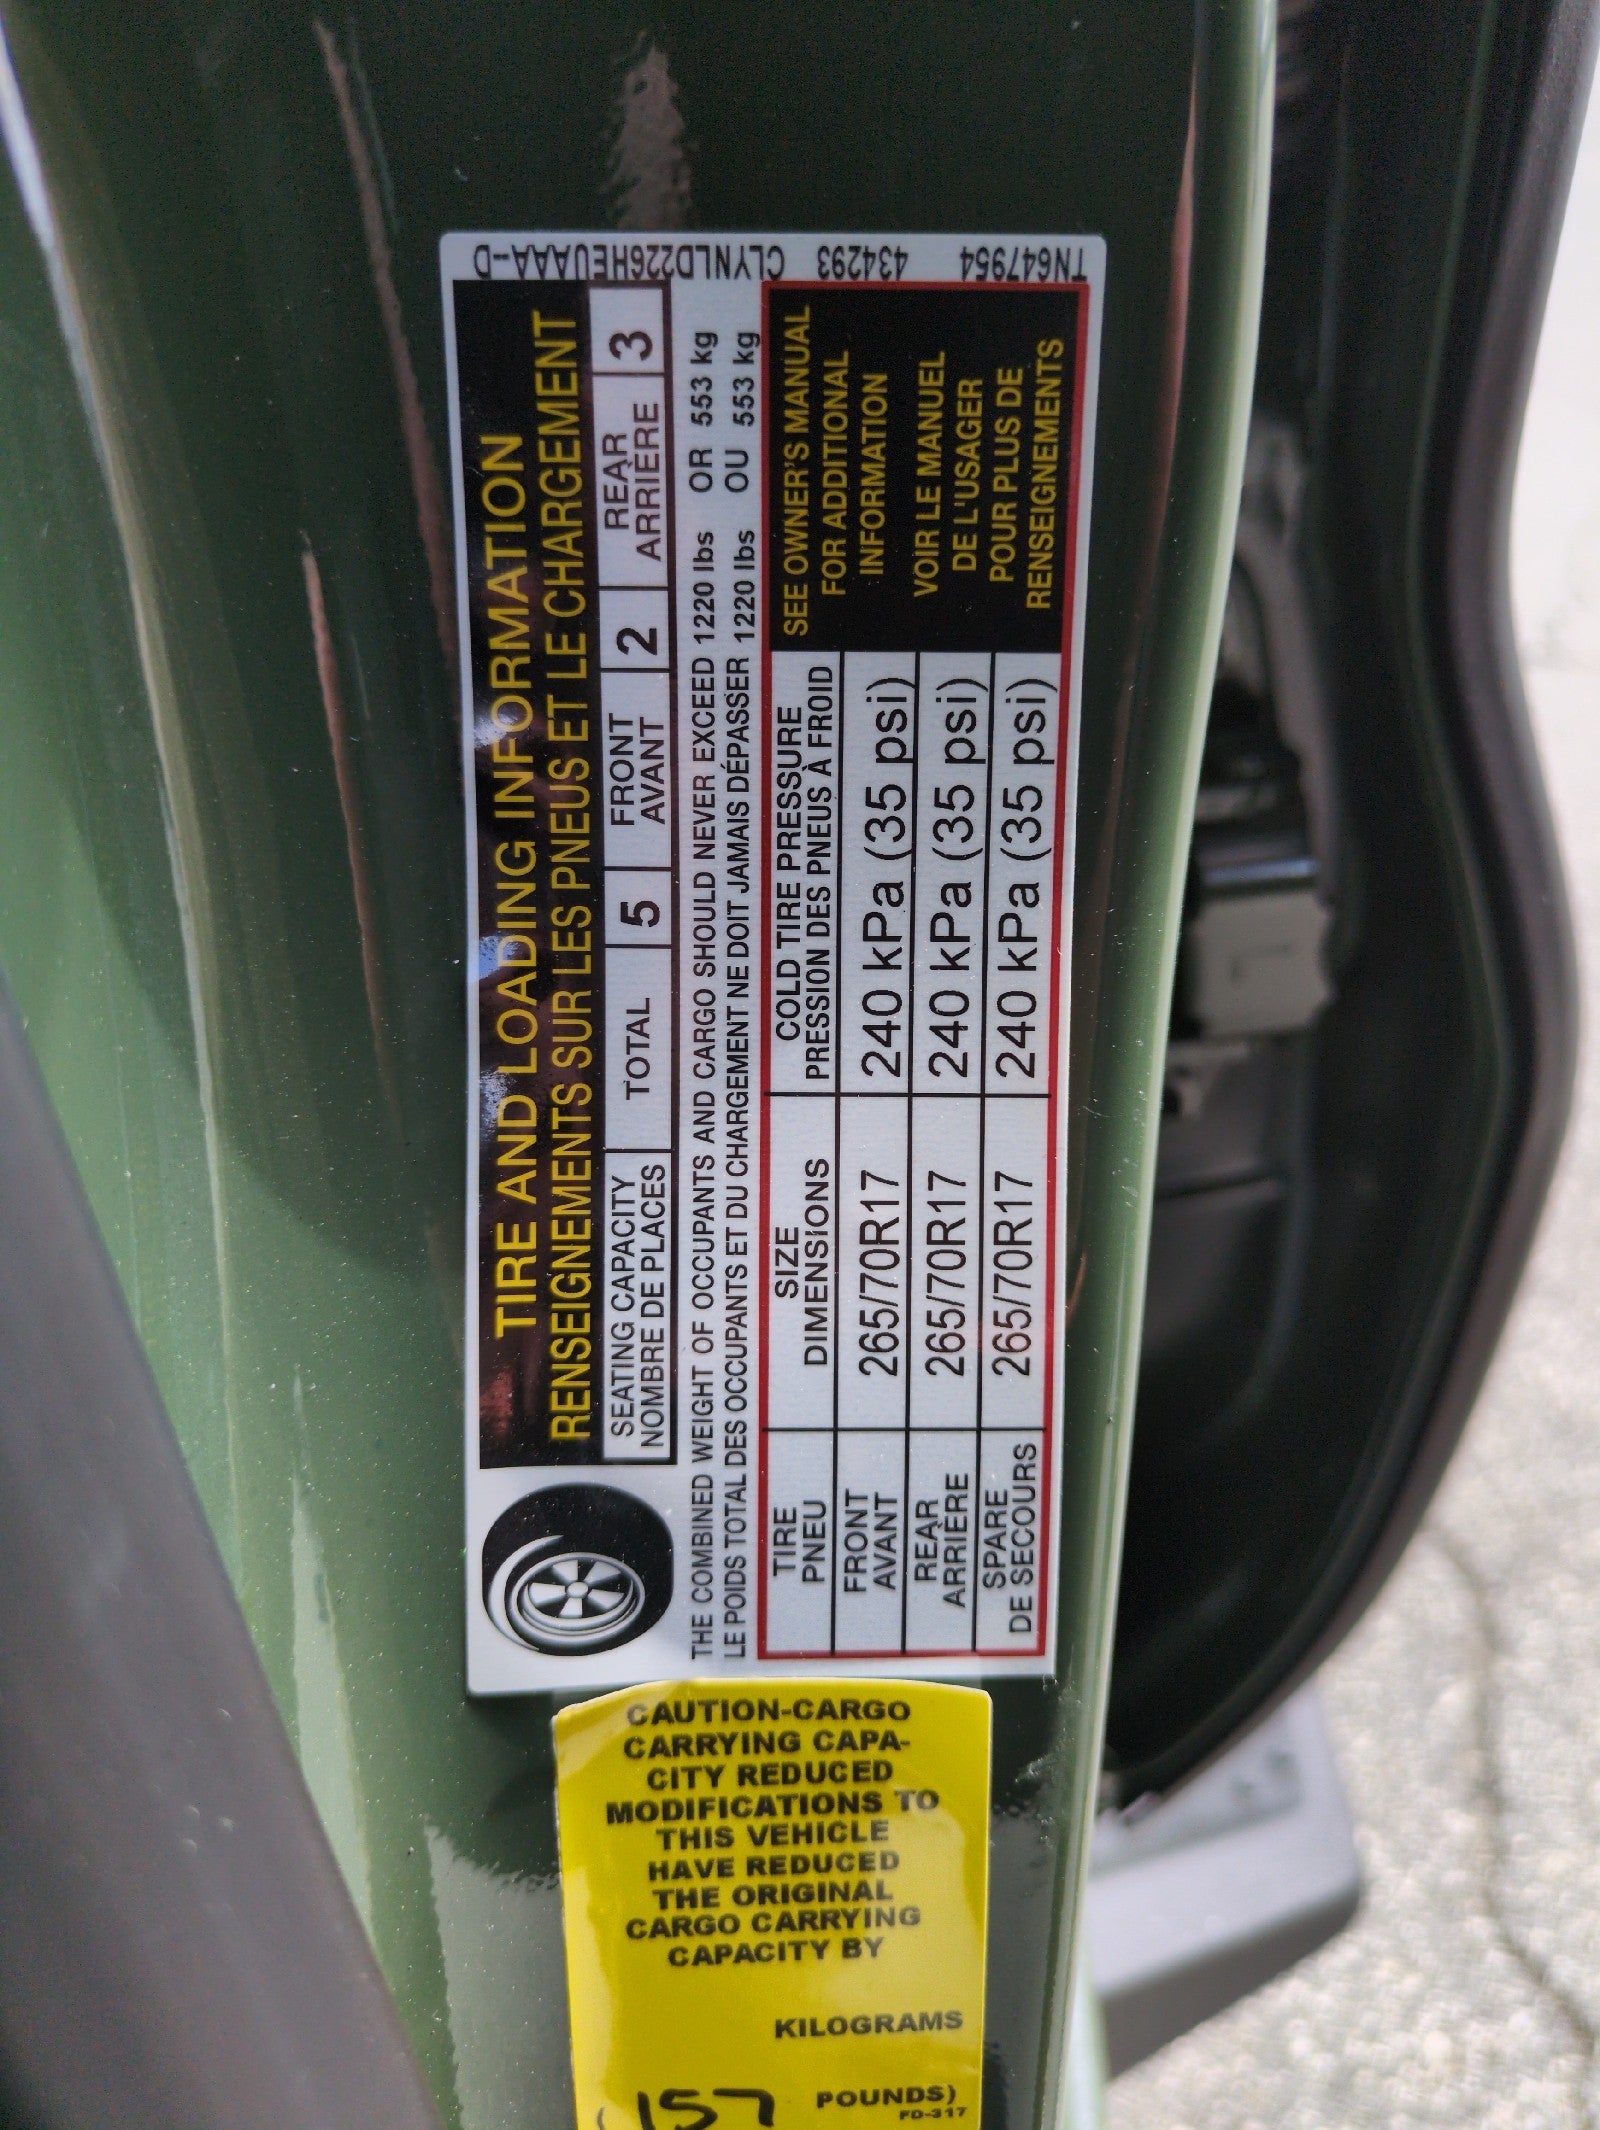 TIRE AND LOADING INFORMATION
RENSEIGNEMENTS SUR LES PNEUS ET LE CHARGEMENT
SEATING CAPACITY
NOMBRE DE PLACES
TOTAL
5
FRONT
AVANT
2
REAR
ARRIÈRE
3
THE COMBINED WEIGHT OF OCCUPANTS AND CARGO SHOULD NEVER EXCEED 1220 lbs OR 553 kg
LE POIDS TOTAL DES OCCUPANTS ET DU CHARGEMENT NE DOIT JAMAIS DÉPASSER 1220 lbs OU 553 kg
TIRE
PNEU
SIZE
DIMENSIONS
COLD TIRE PRESSURE
PRESSION DES PNEUS À FROID
FRONT
AVANT
265/70R17
240 kPa (35 psi)
REAR
ARRIÈRE
265/70R17
240 kPa (35 psi)
SPARE
DE SECOURS
265/70R17
240 kPa (35 psi)
SEE OWNER'S MANUAL
FOR ADDITIONAL
INFORMATION
VOIR LE MANUEL
DE L'USAGER
POUR PLUS DE
RENSEIGNEMENTS
TN647954 434293 CLYNLD226HEUAAA--D
CAUTION-CARGO
CARRYING CAPA-
CITY REDUCED
MODIFICATIONS TO
THIS VEHICLE
HAVE REDUCED
THE ORIGINAL
CARGO CARRYING
CAPACITY BY
KILOGRAMS
(157 POUNDS)
FD-317